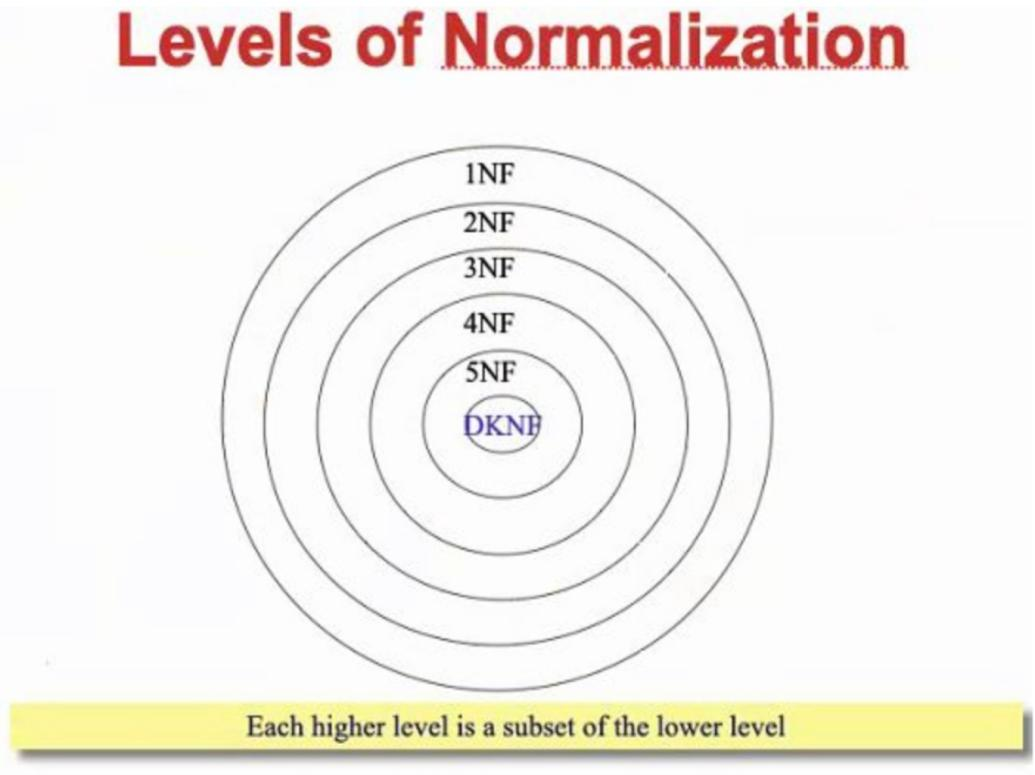 Levels of Normalization
1NF
2NF
3NF
4NF
5NF
DKNF
Each higher level is a subset of the lower level